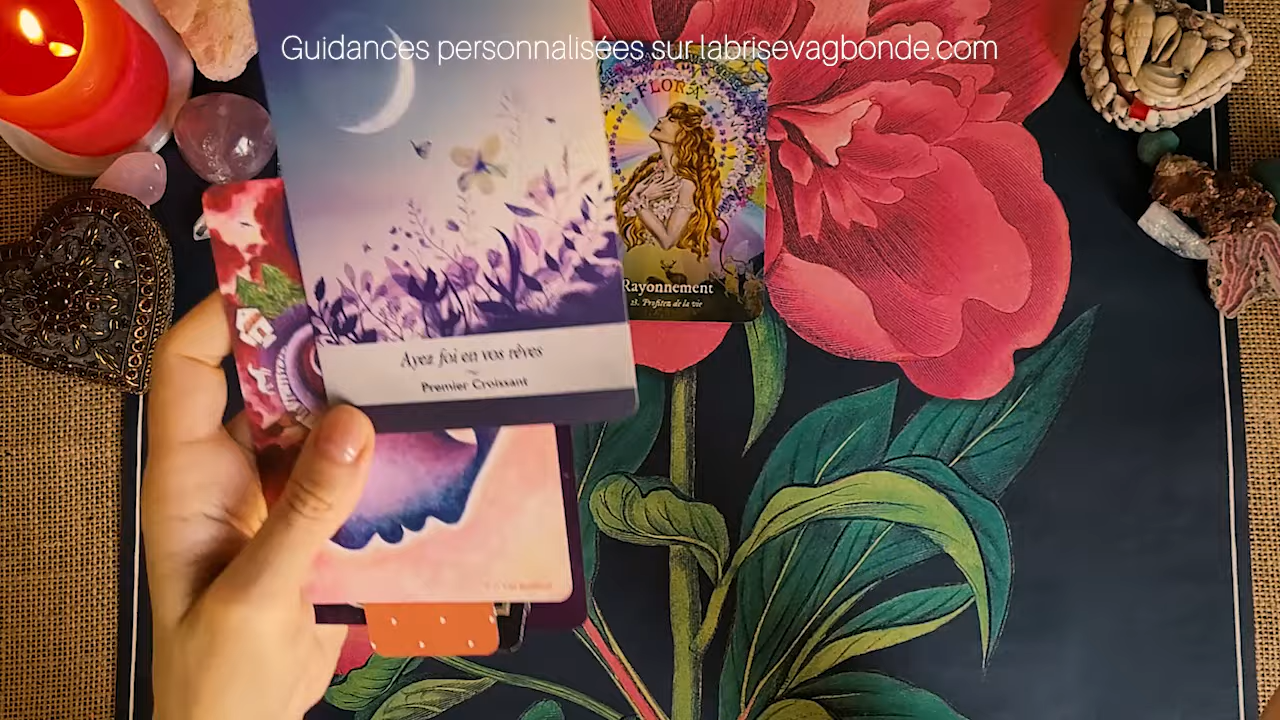 Guidances personnalisées sur labrisevagbonde.com
FLORA
Rayonnement
23. Profitez de la vie
Ayez foi en vos rêves
Premier Croissant